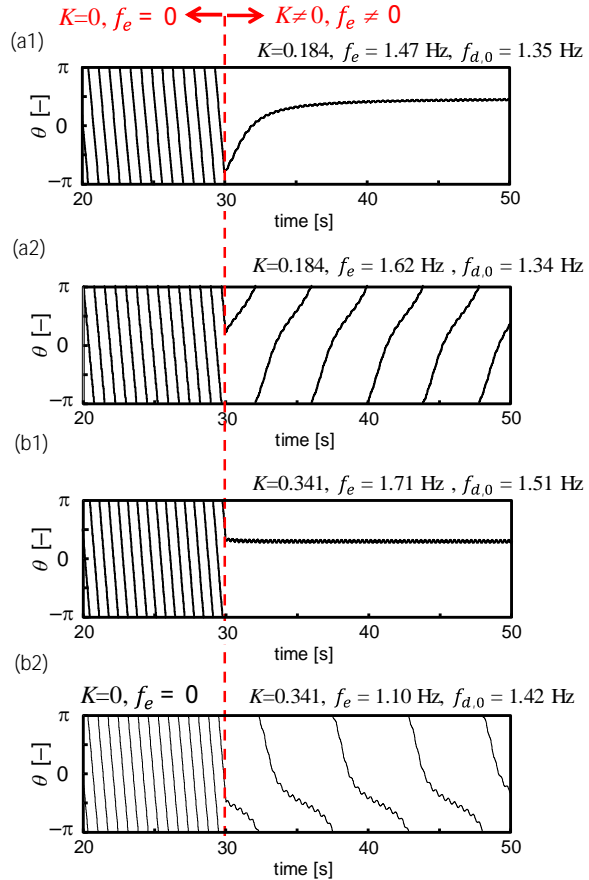 K=0, fe = 0 K≠0, fe ≠ 0
(a1)
K=0.184, fe = 1.47 Hz, fd,0 = 1.35 Hz
π
0
−π
θ [−]
20 30 40 50
time [s]
(a2)
K=0.184, fe = 1.62 Hz , fd,0 = 1.34 Hz
π
0
−π
θ [−]
20 30 40 50
time [s]
(b1)
K=0.341, fe = 1.71 Hz , fd,0 = 1.51 Hz
π
0
−π
θ [−]
20 30 40 50
time [s]
(b2)
K=0, fe = 0 K=0.341, fe = 1.10 Hz, fd,0 = 1.42 Hz
π
0
−π
θ [−]
20 30 40 50
time [s]